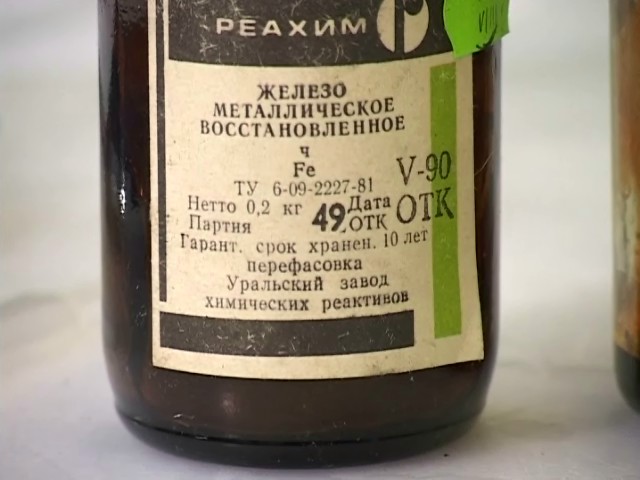 РЕАХИМ
ЖЕЛЕЗО
МЕТАЛЛИЧЕСКОЕ
ВОССТАНОВЛЕННОЕ
ч
Fe
ТУ 6-09-2227-81
V-90
Нетто 0,2 кг
Партия 49
Дата ОТК
ОТК
Гарант. срок хранен. 10 лет
перефасовка
Уральский завод
химических реактивов